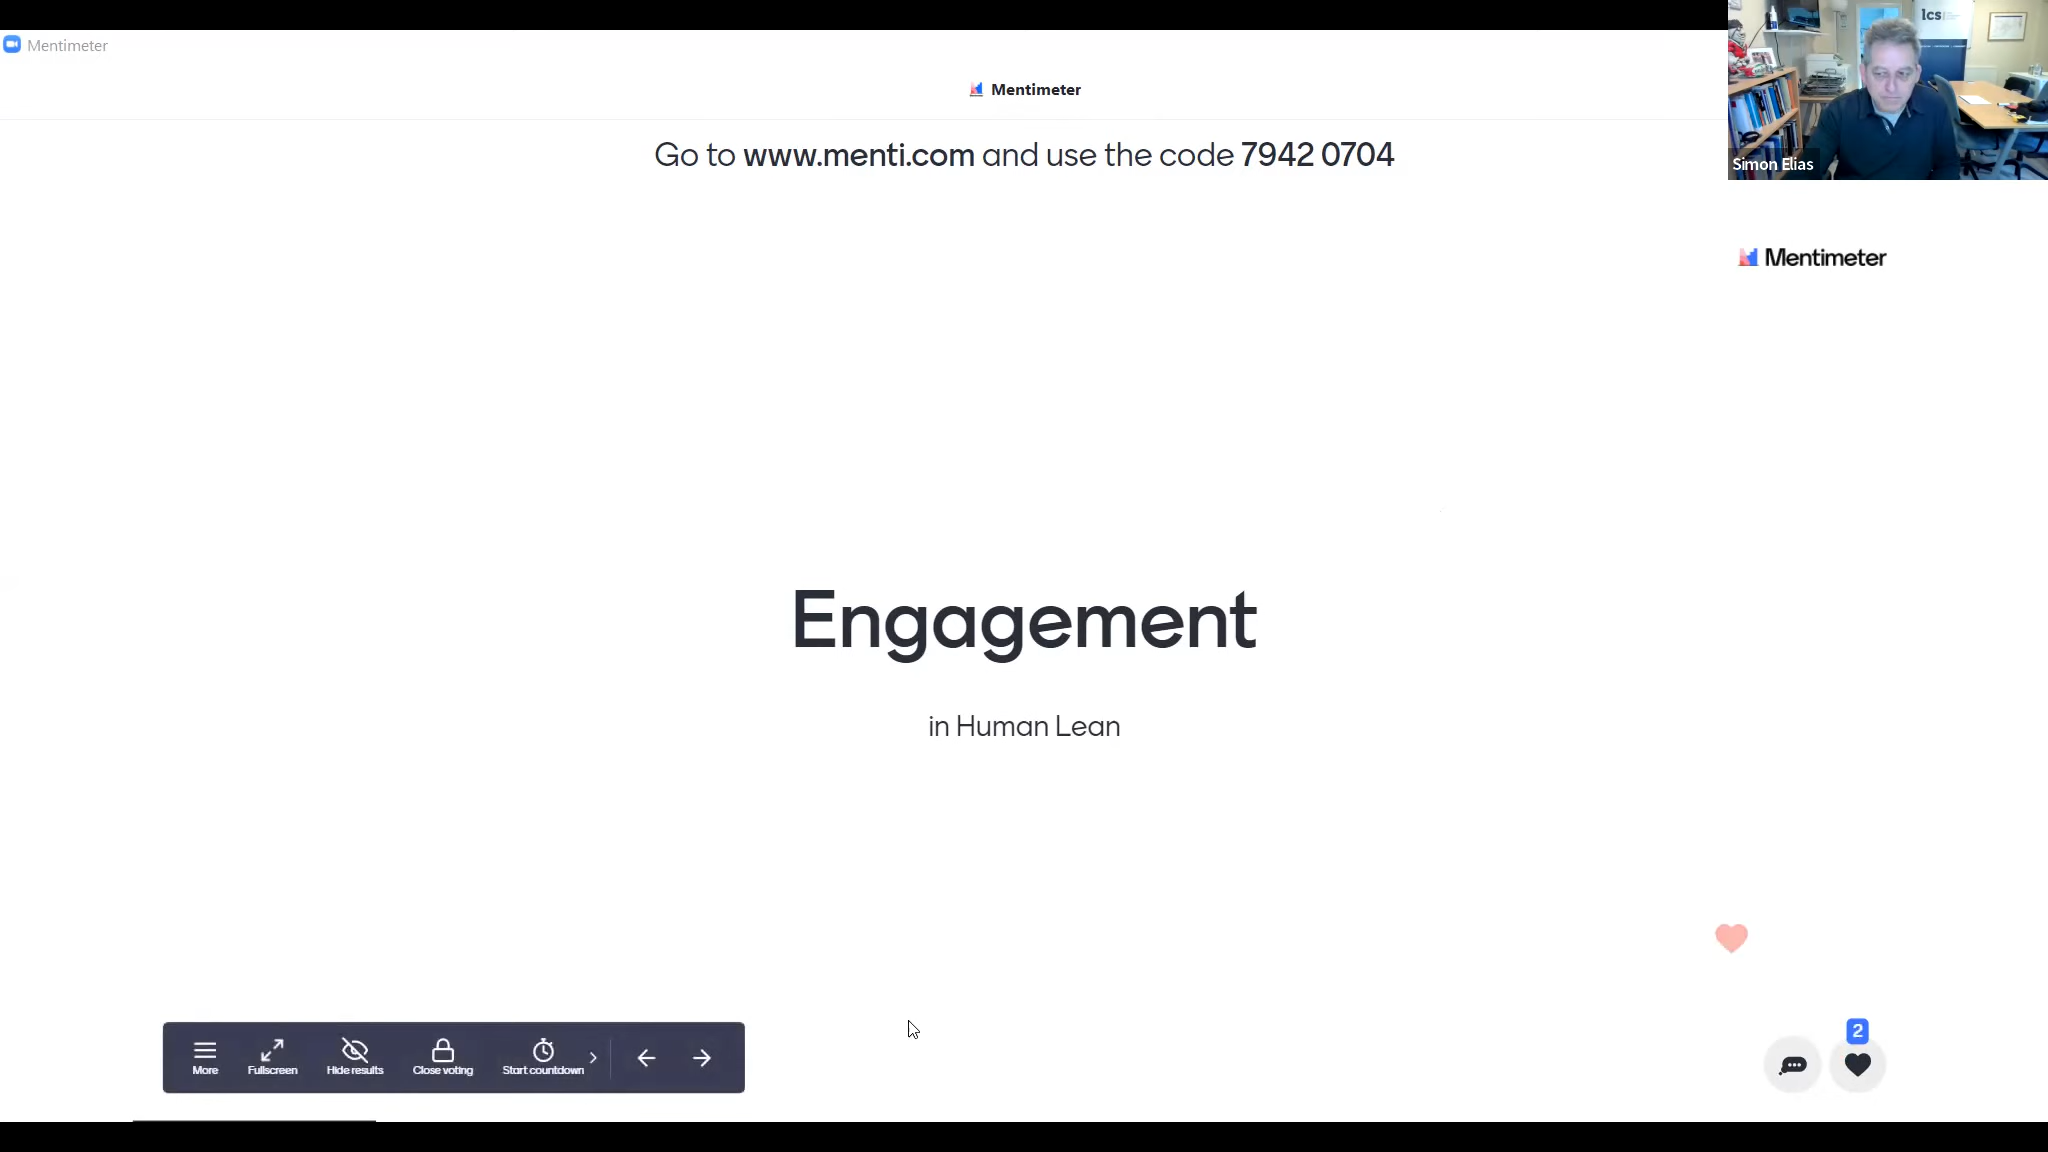 Mentimeter
Mentimeter
Go to www.menti.com and use the code 7942 0704
lcs
Simon Elias
Mentimeter
Engagement
in Human Lean
2
More
Fullscreen
Hide results
Close voting
Start countdown